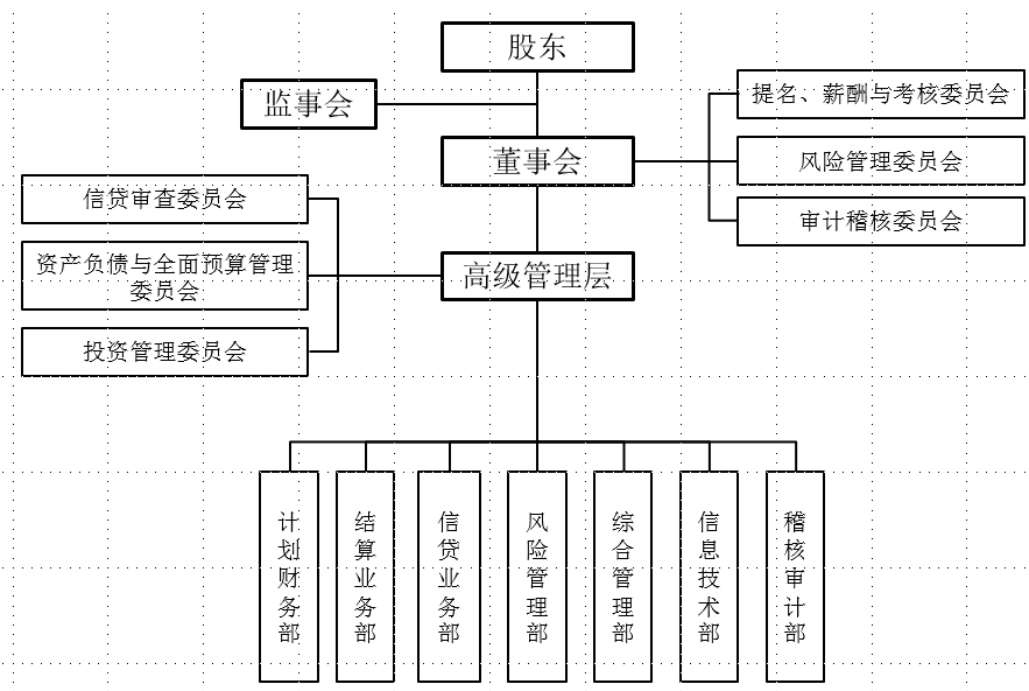 股东
监事会
提名、薪酬与考核委员会
董事会
风险管理委员会
信贷审查委员会
审计稽核委员会
资产负债与全面预算管理
委员会
高级管理层
投资管理委员会
计划财务部
结算业务部
信贷业务部
风险管理部
综合管理部
信息技术部
稽核审计部